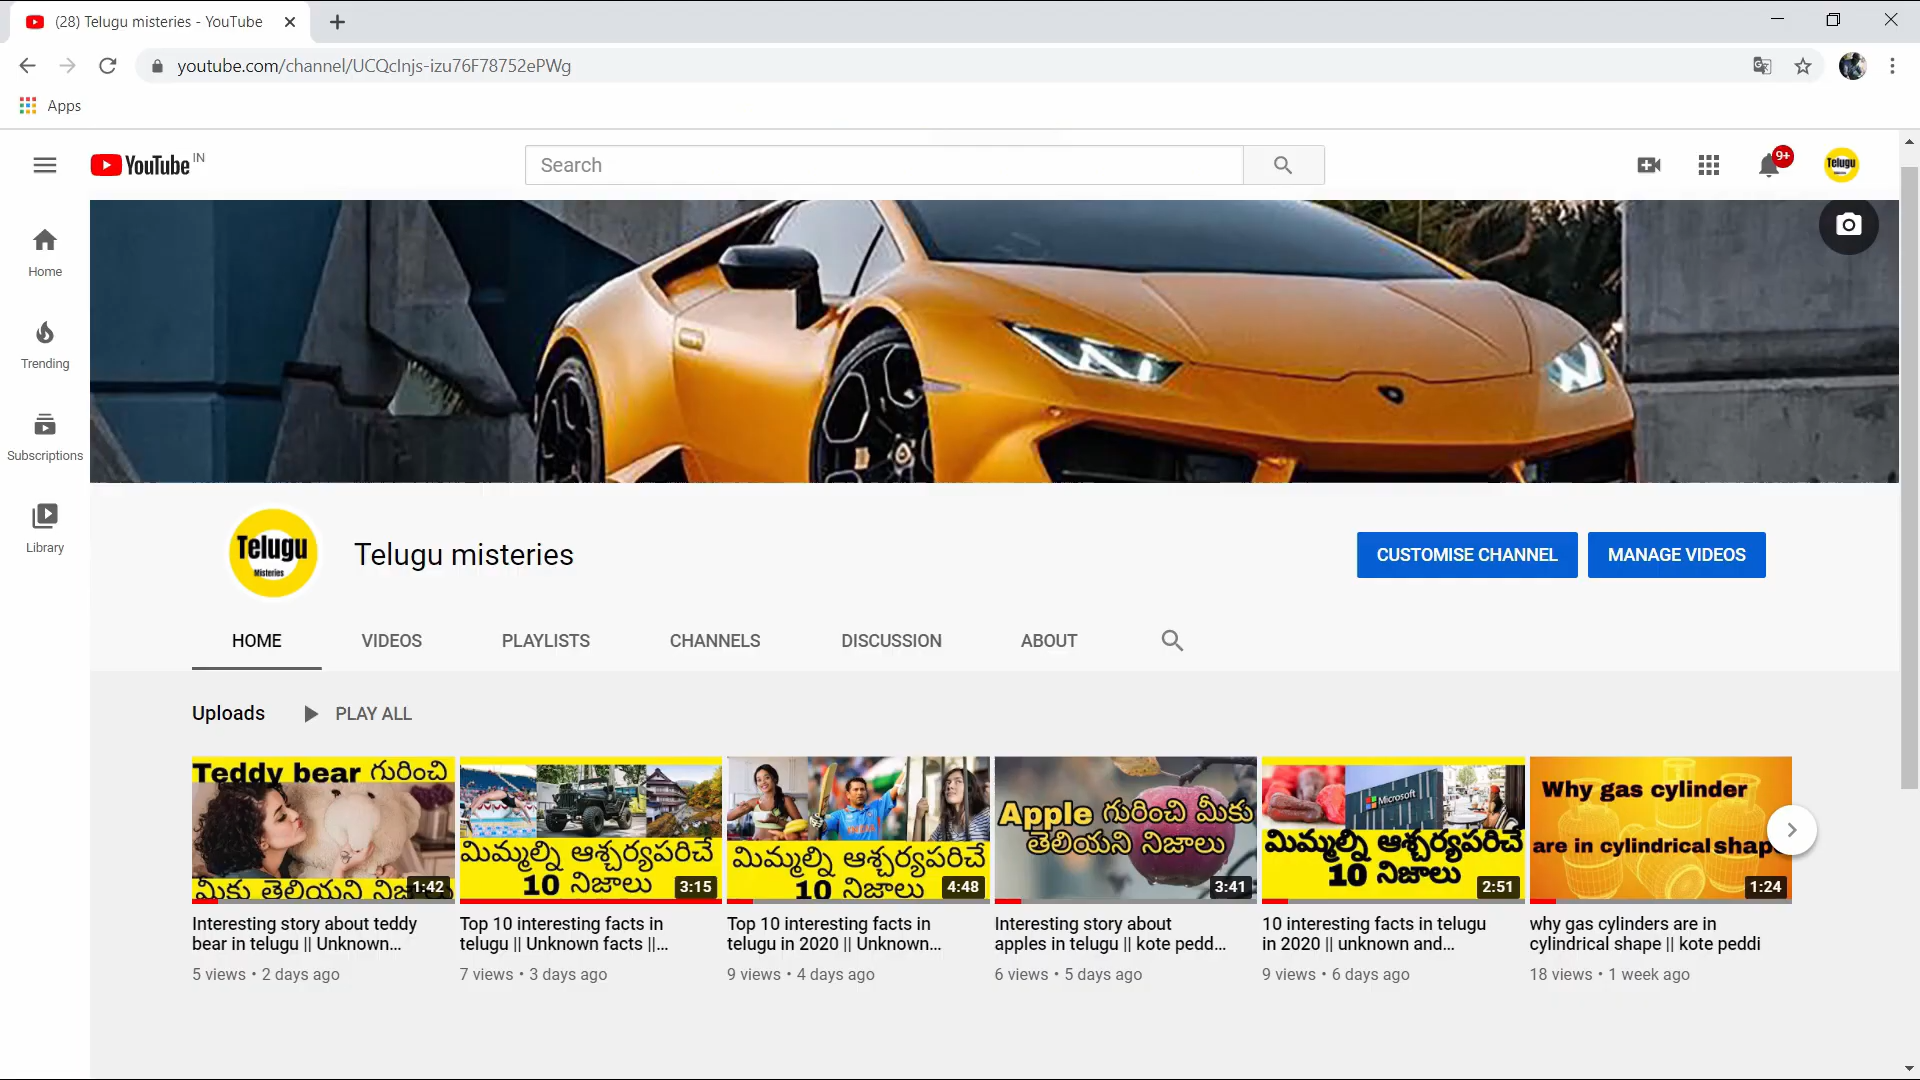 (28) Telugu misteries - YouTube
youtube.com/channel/UCQcInjs-izu76F78752ePWg
Apps
YouTube IN
Search
9+
Telugu
Home
Trending
Subscriptions
Library
Telugu
Misteries
Telugu misteries
CUSTOMISE CHANNEL
MANAGE VIDEOS
HOME
VIDEOS
PLAYLISTS
CHANNELS
DISCUSSION
ABOUT
Uploads
PLAY ALL
Teddy bear గురించి
మీకు తెలియని నిజాలు
1:42
Interesting story about teddy
bear in telugu || Unknown...
5 views • 2 days ago
మిమ్మల్ని ఆశ్చర్యపరిచే
10 నిజాలు
3:15
Top 10 interesting facts in
telugu || Unknown facts ||...
7 views • 3 days ago
మిమ్మల్ని ఆశ్చర్యపరిచే
10 నిజాలు
4:48
Top 10 interesting facts in
telugu in 2020 || Unknown...
9 views • 4 days ago
Apple గురించి మీకు
తెలియని నిజాలు
3:41
Interesting story about
apples in telugu || kote pedd...
6 views • 5 days ago
Microsoft
మిమ్మల్ని ఆశ్చర్యపరిచే
10 నిజాలు
2:51
10 interesting facts in telugu
in 2020 || unknown and...
9 views • 6 days ago
Why gas cylinder
are in cylindrical shap
1:24
why gas cylinders are in
cylindrical shape || kote peddi
18 views • 1 week ago